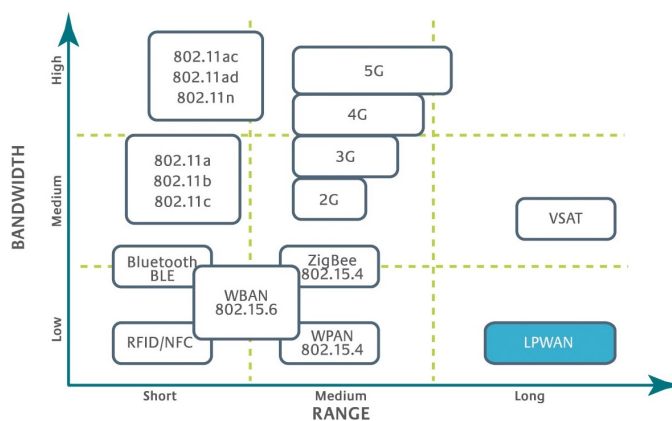 BANDWIDTH
High
Medium
Low
802.11ac
802.11ad
802.11n
5G
4G
802.11a
802.11b
802.11c
3G
2G
VSAT
Bluetooth
BLE
ZigBee
802.15.4
WBAN
802.15.6
RFID/NFC
WPAN
802.15.4
LPWAN
Short
Medium
Long
RANGE